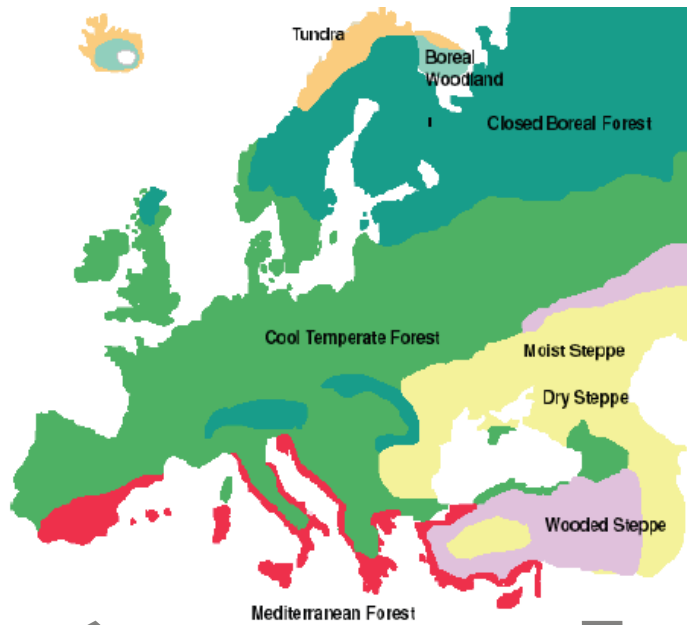 Tundra
Boreal
Woodland
Closed Boreal Forest
Cool Temperate Forest
Moist Steppe
Dry Steppe
Wooded Steppe
Mediterranean Forest